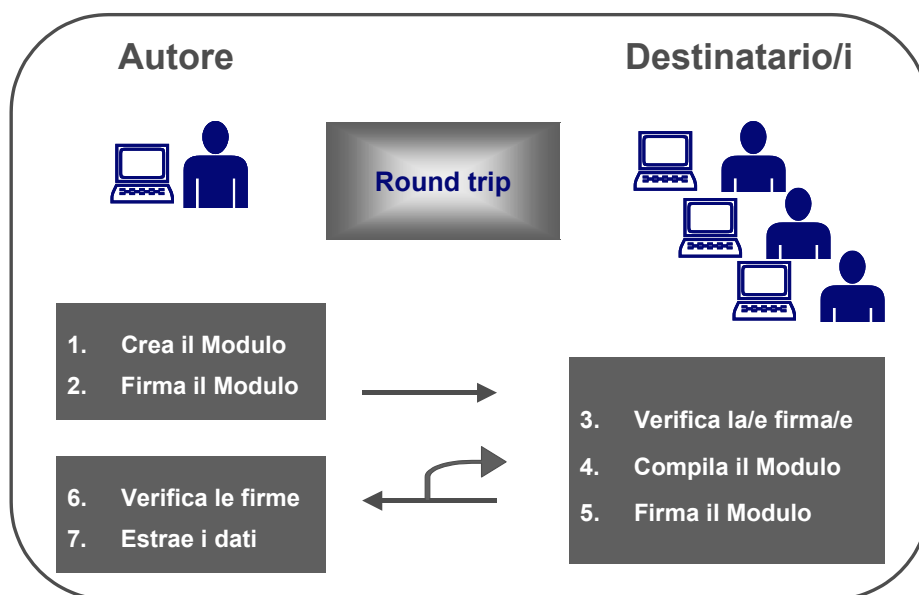 Autore
Destinatario/i
Round trip
1. Crea il Modulo
2. Firma il Modulo
3. Verifica la/e firma/e
4. Compila il Modulo
5. Firma il Modulo
6. Verifica le firme
7. Estrae i dati